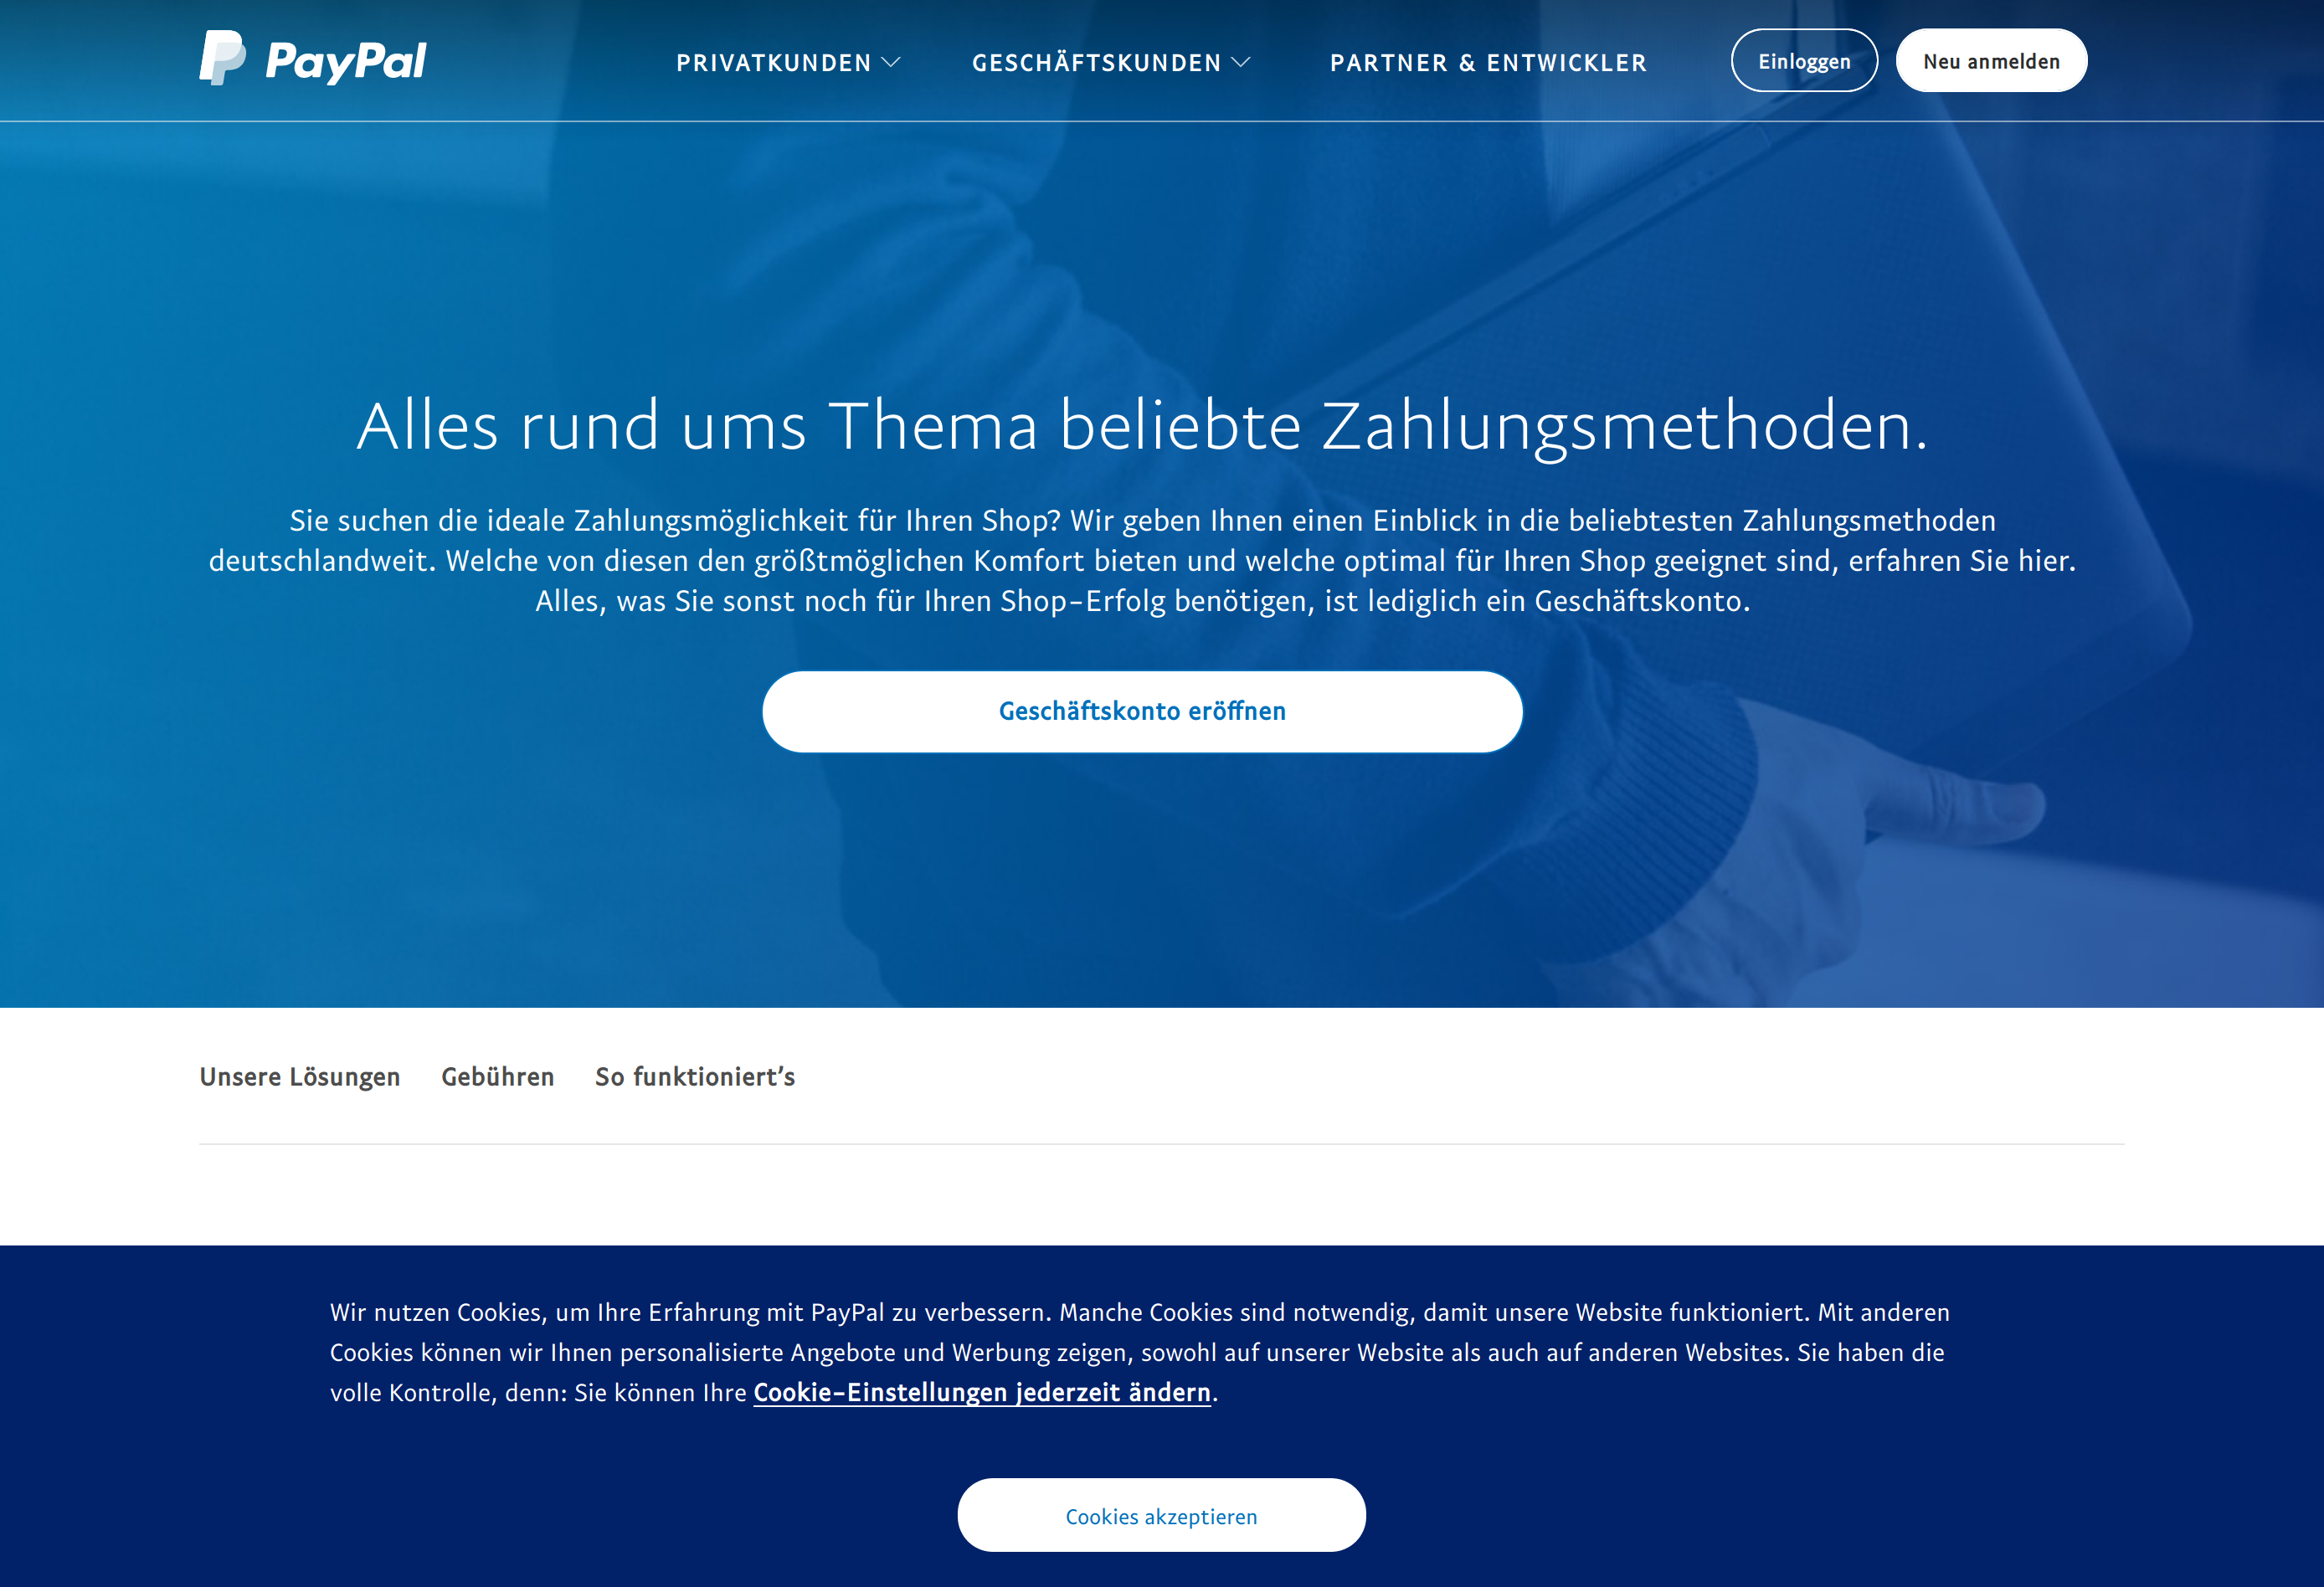 PayPal
PRIVATKUNDEN
GESCHÄFTSKUNDEN
PARTNER & ENTWICKLER
Einloggen
Neu anmelden
Alles rund ums Thema beliebte Zahlungsmethoden.
Sie suchen die ideale Zahlungsmöglichkeit für Ihren Shop? Wir geben Ihnen einen Einblick in die beliebtesten Zahlungsmethoden
deutschlandweit. Welche von diesen den größtmöglichen Komfort bieten und welche optimal für Ihren Shop geeignet sind, erfahren Sie hier.
Alles, was Sie sonst noch für Ihren Shop-Erfolg benötigen, ist lediglich ein Geschäftskonto.
Geschäftskonto eröffnen
Unsere Lösungen
Gebühren
So funktioniert’s
Wir nutzen Cookies, um Ihre Erfahrung mit PayPal zu verbessern. Manche Cookies sind notwendig, damit unsere Website funktioniert. Mit anderen
Cookies können wir Ihnen personalisierte Angebote und Werbung zeigen, sowohl auf unserer Website als auch auf anderen Websites. Sie haben die
volle Kontrolle, denn: Sie können Ihre Cookie-Einstellungen jederzeit ändern.
Cookies akzeptieren